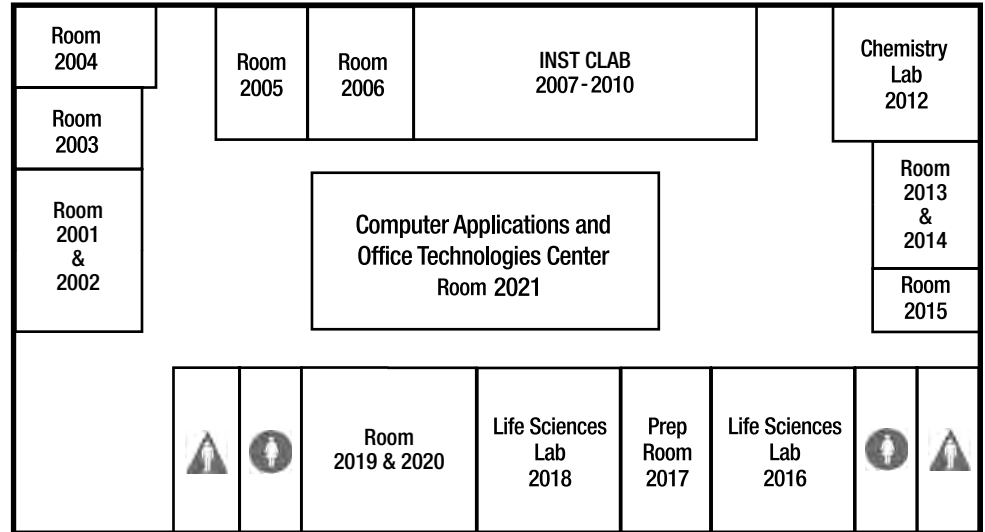 Room
2004
Room
2005
Room
2006
INST CLAB
2007-2010
Chemistry
Lab
2012
Room
2003
Room
2013
&
2014
Room
2001
&
2002
Computer Applications and
Office Technologies Center
Room 2021
Room
2015
Room
2019 & 2020
Life Sciences
Lab
2018
Prep
Room
2017
Life Sciences
Lab
2016